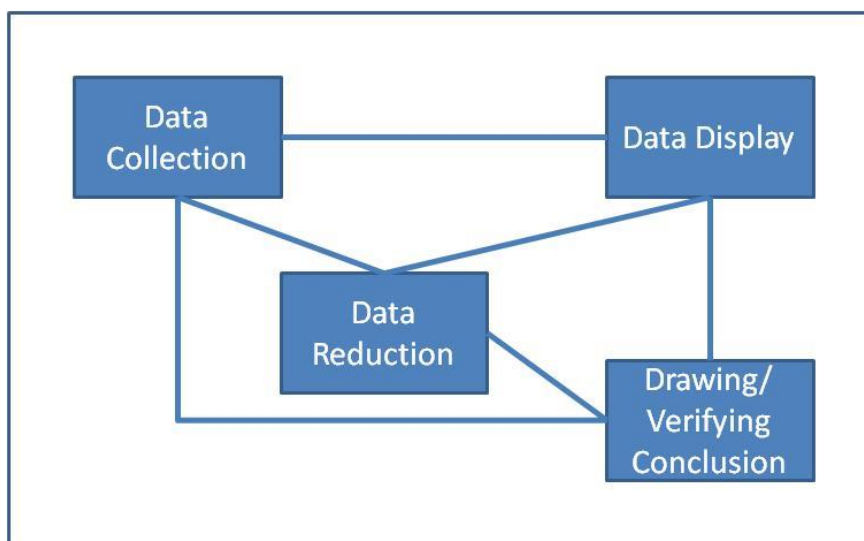 Data
Collection
Data Display
Data
Reduction
Drawing/
Verifying
Conclusion